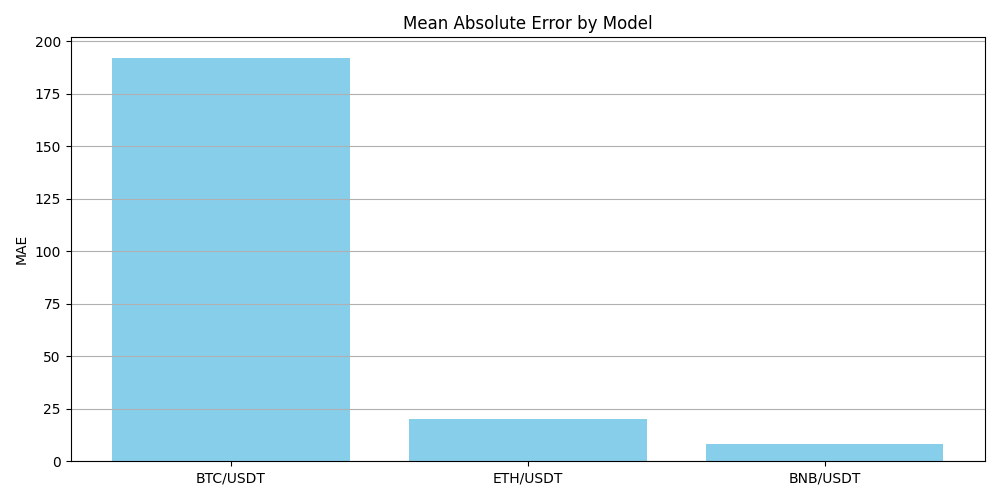 Mean Absolute Error by Model
200
175
150
125
100
75
50
25
0
MAE
BTC/USDT
ETH/USDT
BNB/USDT